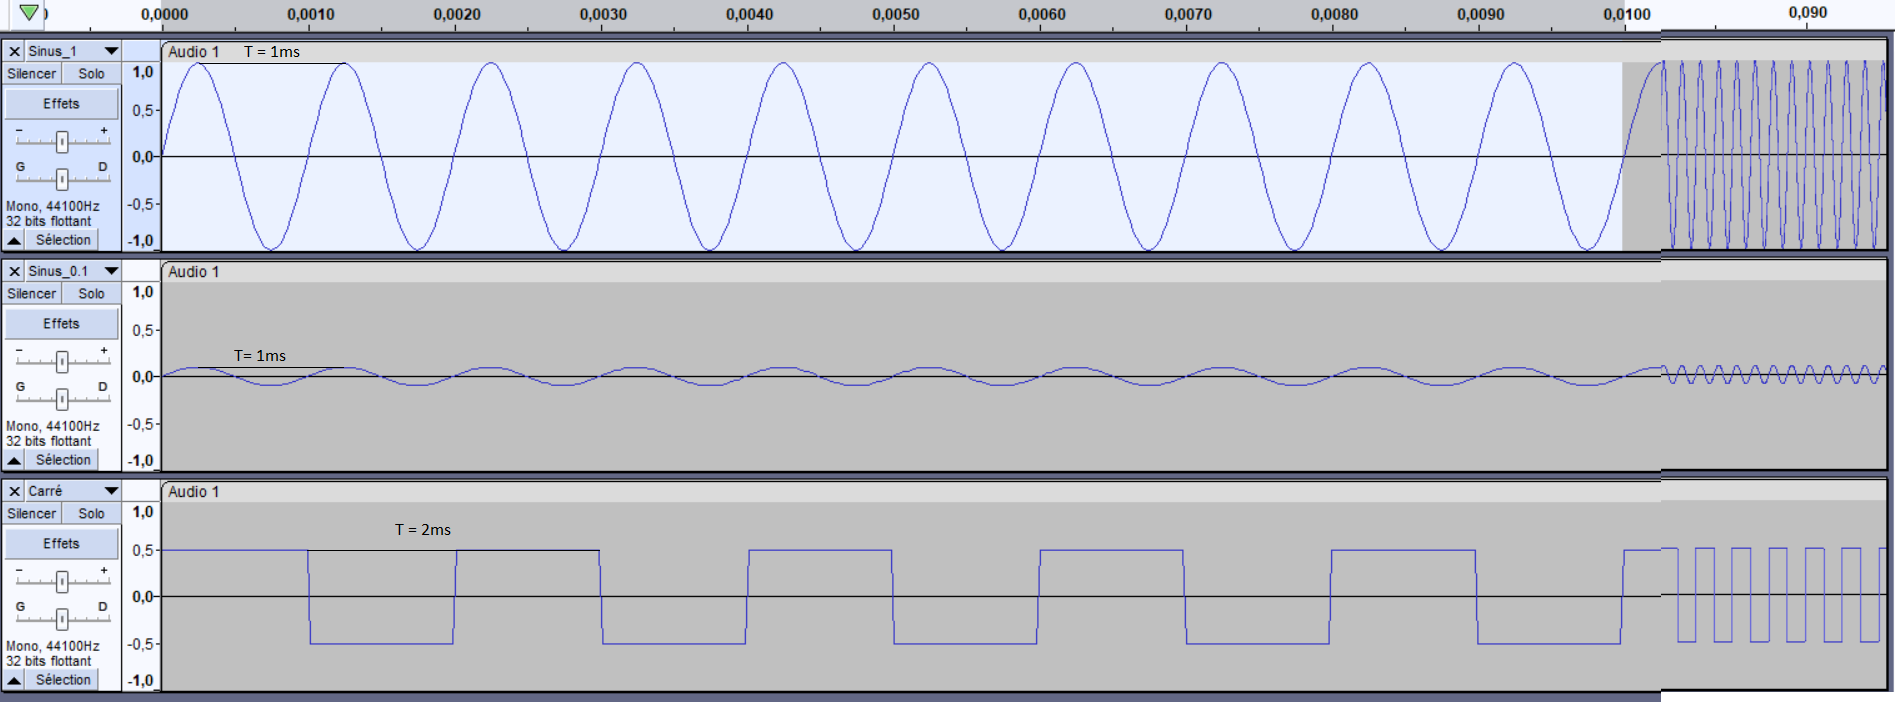 0,0000 0,0010 0,0020 0,0030 0,0040 0,0050 0,0060 0,0070 0,0080 0,0090 0,0100 0,090
Sinus_1
Audio 1 T = 1ms
Silencer Solo
Effets
- +
G D
Mono, 44100Hz
32 bits flottant
Sélection
1,0
0,5
0,0
-0,5
-1,0
Sinus_0.1
Audio 1
Silencer Solo
Effets
- +
G D
Mono, 44100Hz
32 bits flottant
Sélection
1,0
0,5
0,0
-0,5
-1,0
T= 1ms
Carré
Audio 1
Silencer Solo
Effets
- +
G D
Mono, 44100Hz
32 bits flottant
Sélection
1,0
0,5
0,0
-0,5
-1,0
T = 2ms